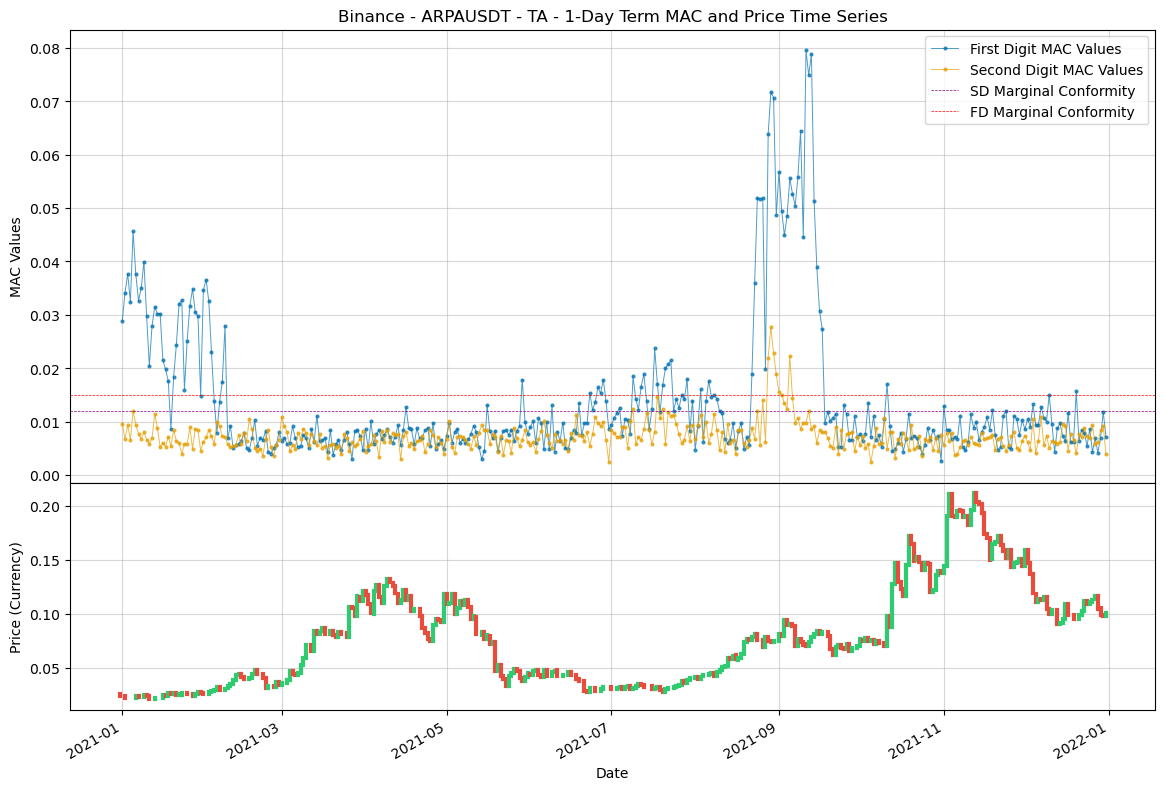 Binance - ARPAUSDT - TA - 1-Day Term MAC and Price Time Series
First Digit MAC Values
Second Digit MAC Values
SD Marginal Conformity
FD Marginal Conformity
MAC Values
0.08
0.07
0.06
0.05
0.04
0.03
0.02
0.01
0.00
Price (Currency)
0.20
0.15
0.10
0.05
2021-01
2021-03
2021-05
2021-07
2021-09
2021-11
2022-01
Date